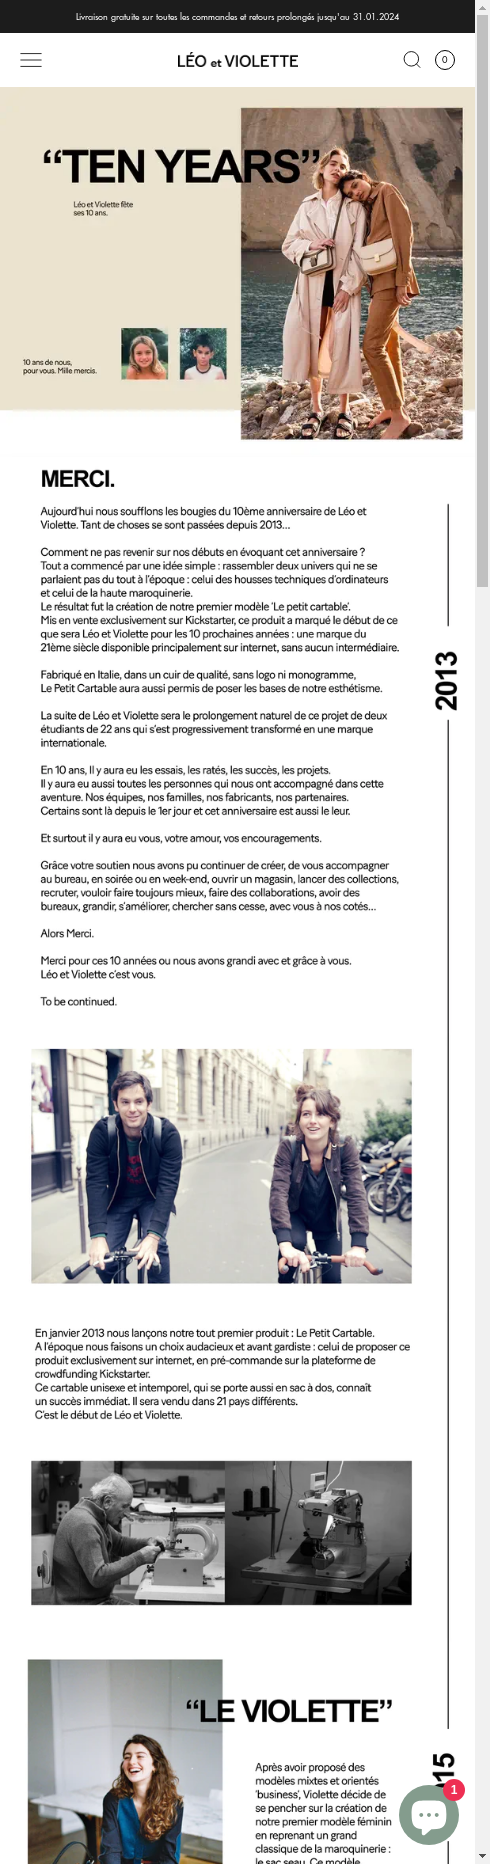 Livraison gratuite sur toutes les commandes et retours prolongés jusqu'au 31.01.2024
LÉO et VIOLETTE
0
“TEN YEARS”
Léo et Violette fête
ses 10 ans.
10 ans de nous,
pour vous. Mille mercis.
MERCI.
Aujourd'hui nous soufflons les bougies du 10ème anniversaire de Léo et
Violette. Tant de choses se sont passées depuis 2013...
Comment ne pas revenir sur nos débuts en évoquant cet anniversaire ?
Tout a commencé par une idée simple : rassembler deux univers qui ne se
parlaient pas du tout à l'époque : celui des housses techniques d'ordinateurs
et celui de la haute maroquinerie.
Le résultat fut la création de notre premier modèle 'Le petit cartable'.
Mis en vente exclusivement sur Kickstarter, ce produit a marqué le début de ce
que sera Léo et Violette pour les 10 prochaines années : une marque du
21ème siècle disponible principalement sur internet, sans aucun intermédiaire.
Fabriqué en Italie, dans un cuir de qualité, sans logo ni monogramme,
Le Petit Cartable aura aussi permis de poser les bases de notre esthétisme.
2013
La suite de Léo et Violette sera le prolongement naturel de ce projet de deux
étudiants de 22 ans qui s'est progressivement transformé en une marque
internationale.
En 10 ans, Il y aura eu les essais, les ratés, les succès, les projets.
Il y aura eu aussi toutes les personnes qui nous ont accompagné dans cette
aventure. Nos équipes, nos familles, nos fabricants, nos partenaires.
Certains sont là depuis le 1er jour et cet anniversaire est aussi le leur.
Et surtout il y aura eu vous, votre amour, vos encouragements.
Grâce votre soutien nous avons pu continuer de créer, de vous accompagner
au bureau, en soirée ou en week-end, ouvrir un magasin, lancer des collections,
recruter, vouloir faire toujours mieux, faire des collaborations, avoir des
bureaux, grandir, s'améliorer, chercher sans cesse, avec vous à nos cotés...
Alors Merci.
Merci pour ces 10 années ou nous avons grandi avec et grâce à vous.
Léo et Violette c'est vous.
To be continued.
En janvier 2013 nous lançons notre tout premier produit : Le Petit Cartable.
A l'époque nous faisons un choix audacieux et avant gardiste : celui de proposer ce
produit exclusivement sur internet, en pré-commande sur la plateforme de
crowdfunding Kickstarter.
Ce cartable unisexe et intemporel, qui se porte aussi en sac à dos, connaît
un succès immédiat. Il sera vendu dans 21 pays différents.
C'est le début de Léo et Violette.
“LE VIOLETTE”
Après avoir proposé des
modèles mixtes et orientés
'business', Violette décide de
se pencher sur la création de
notre premier modèle féminin
en reprenant un grand
classique de la maroquinerie :
le sac seau. Ce modèle
15
1